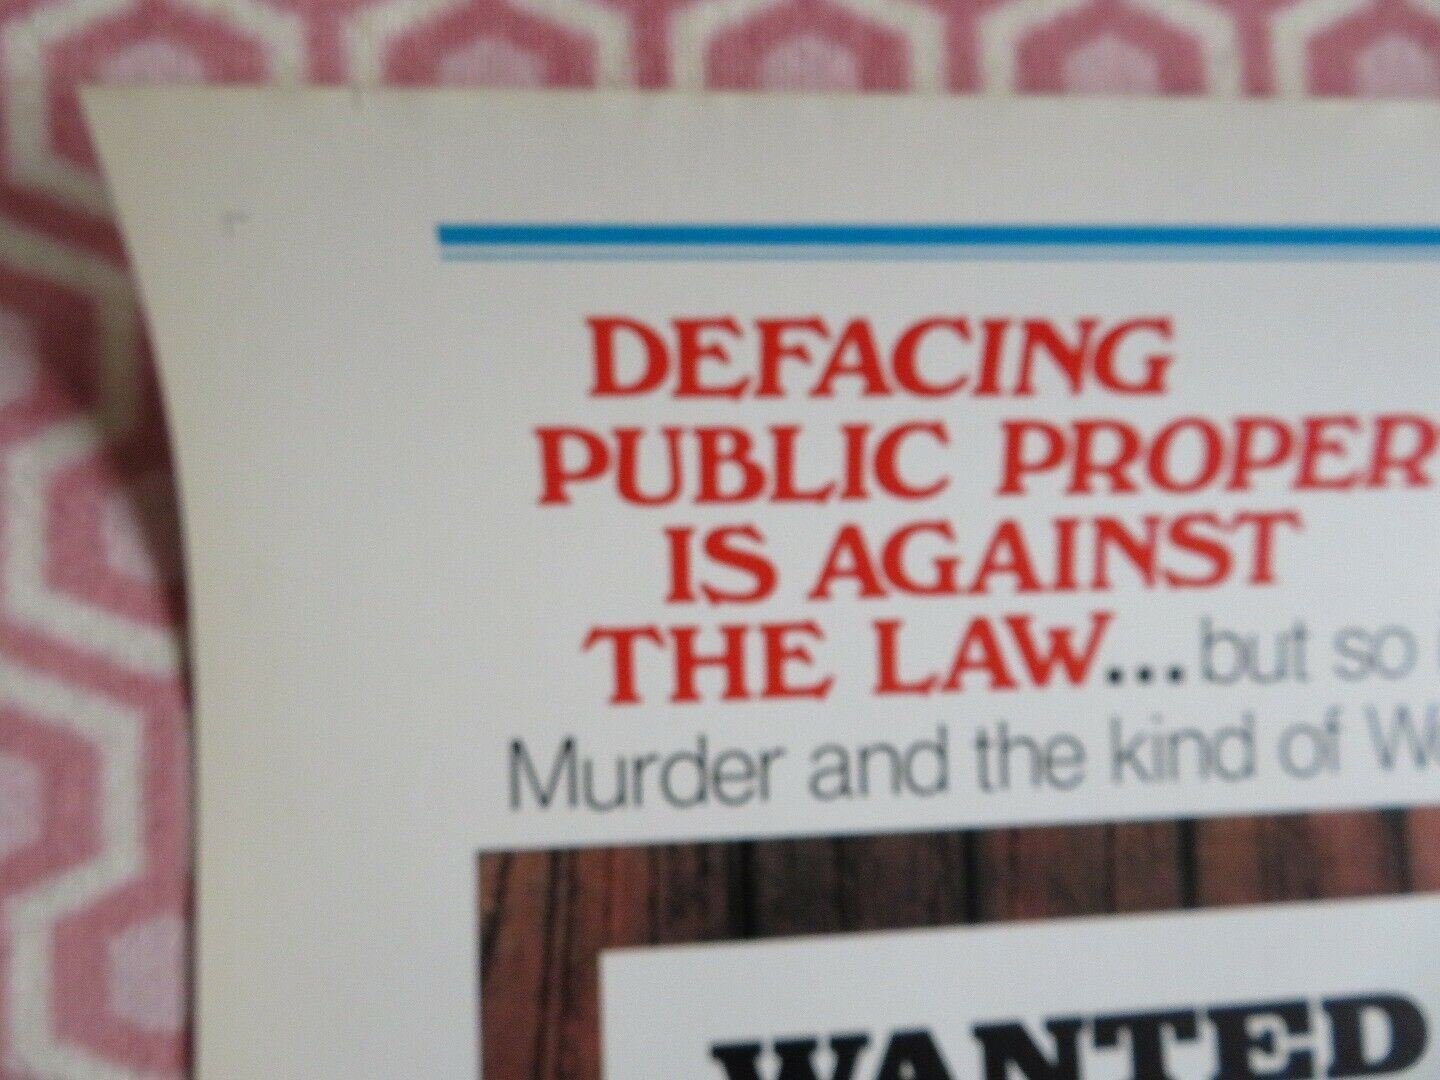 DEFACING
PUBLIC PROPER
IS AGAINST
THE LAW...but so
Murder and the kind of
WANTED